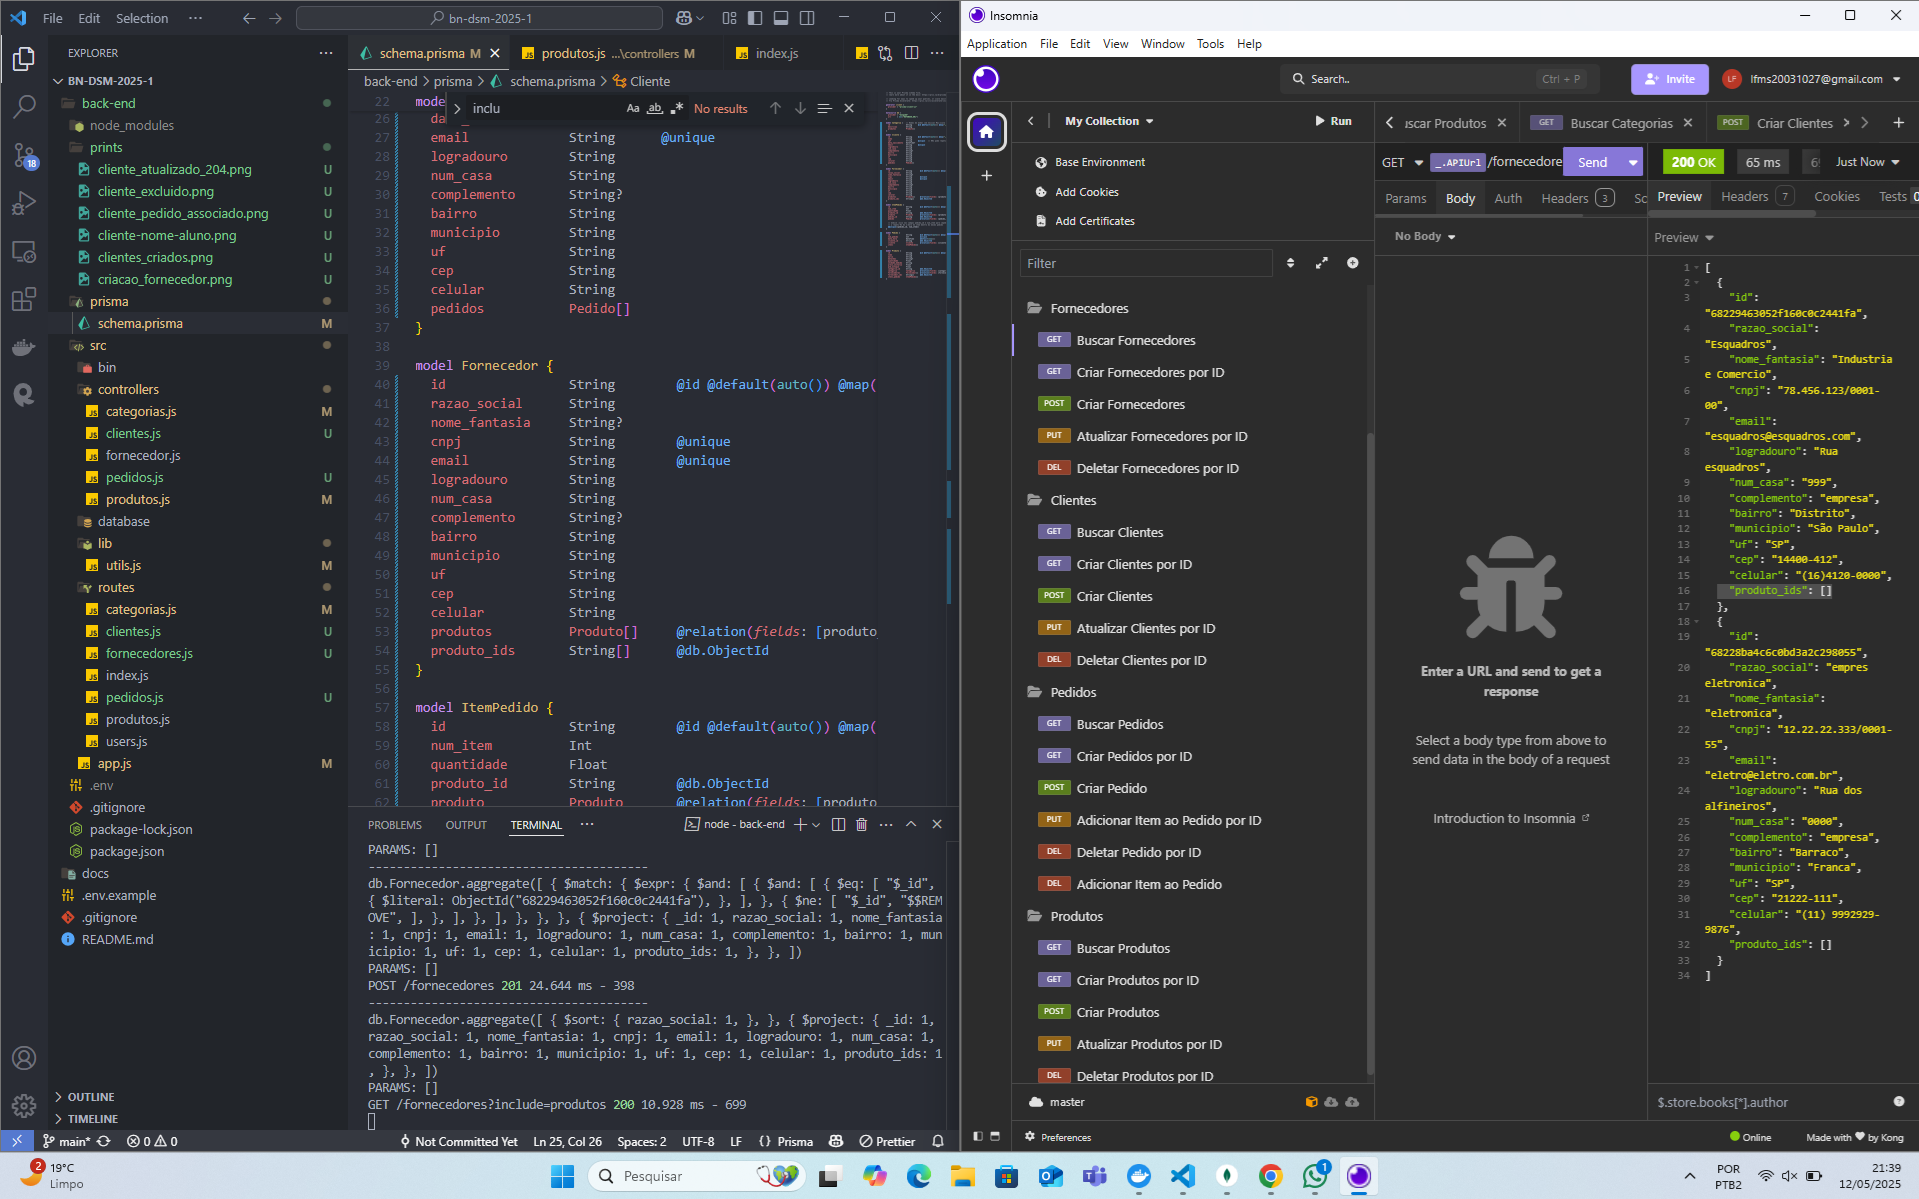 File Edit Selection ··· bn-dsm-2025-1
EXPLORER
BN-DSM-2025-1
back-end
node_modules
prints
cliente_atualizado_204.png U
cliente_excluido.png U
cliente_pedido_associado.png U
cliente-nome-aluno.png U
clientes_criados.png U
criacao_fornecedor.png U
prisma
schema.prisma M
src
bin
controllers
categorias.js M
clientes.js U
fornecedor.js
pedidos.js U
produtos.js M
database
lib
utils.js M
routes
categorias.js M
clientes.js U
fornecedores.js U
index.js
pedidos.js U
produtos.js
users.js
app.js M
.env
.gitignore
package-lock.json
package.json
docs
.env.example
.gitignore
README.md
OUTLINE
TIMELINE
18
schema.prisma M produtos.js ...\controllers M index.js
back-end > prisma > schema.prisma > Cliente
inclu Aa ab No results
22 mode
26 da
27 email String @unique
28 logradouro String
29 num_casa String
30 complemento String?
31 bairro String
32 municipio String
33 uf String
34 cep String
35 celular String
36 pedidos Pedido[]
37 }
38
39 model Fornecedor {
40 id String @id @default(auto()) @map(
41 razao_social String
42 nome_fantasia String?
43 cnpj String @unique
44 email String @unique
45 logradouro String
46 num_casa String
47 complemento String?
48 bairro String
49 municipio String
50 uf String
51 cep String
52 celular String
53 produtos Produto[] @relation(fields: [produto
54 produto_ids String[] @db.ObjectId
55 }
56
57 model ItemPedido {
58 id String @id @default(auto()) @map(
59 num_item Int
60 quantidade Float
61 produto_id String @db.ObjectId
62 produto Produto @relation(fields: [produto
PROBLEMS OUTPUT TERMINAL ··· node - back-end
PARAMS: []
----------------------------------------
db.Fornecedor.aggregate([ { $match: { $expr: { $and: [ { $and: [ { $eq: [ "$_id",
{ $literal: ObjectId("68229463052f160c0c2441fa"), }, ], }, { $ne: [ "$_id", "$$REM
OVE", ], }, ], }, ], }, }, }, { $project: { _id: 1, razao_social: 1, nome_fantasia
: 1, cnpj: 1, email: 1, logradouro: 1, num_casa: 1, complemento: 1, bairro: 1, mun
icipio: 1, uf: 1, cep: 1, celular: 1, produto_ids: 1, }, }, ])
PARAMS: []
POST /fornecedores 201 24.644 ms - 398
----------------------------------------
db.Fornecedor.aggregate([ { $sort: { razao_social: 1, }, }, { $project: { _id: 1,
razao_social: 1, nome_fantasia: 1, cnpj: 1, email: 1, logradouro: 1, num_casa: 1,
complemento: 1, bairro: 1, municipio: 1, uf: 1, cep: 1, celular: 1, produto_ids: 1
, }, }, ])
PARAMS: []
GET /fornecedores?include=produtos 200 10.928 ms - 699
main* 0 0 Not Committed Yet Ln 25, Col 26 Spaces: 2 UTF-8 LF {} Prisma Prettier
Insomnia
Application File Edit View Window Tools Help
Search.. Ctrl + P Invite LF lfms20031027@gmail.com
My Collection Run
Base Environment
Add Cookies
Add Certificates
Filter
Fornecedores
GET Buscar Fornecedores
GET Criar Fornecedores por ID
POST Criar Fornecedores
PUT Atualizar Fornecedores por ID
DEL Deletar Fornecedores por ID
Clientes
GET Buscar Clientes
GET Criar Clientes por ID
POST Criar Clientes
PUT Atualizar Clientes por ID
DEL Deletar Clientes por ID
Pedidos
GET Buscar Pedidos
GET Criar Pedidos por ID
POST Criar Pedido
PUT Adicionar Item ao Pedido por ID
DEL Deletar Pedido por ID
DEL Adicionar Item ao Pedido
Produtos
GET Buscar Produtos
GET Criar Produtos por ID
POST Criar Produtos
PUT Atualizar Produtos por ID
DEL Deletar Produtos por ID
master
Preferences
Produtos GET Buscar Categorias POST Criar Clientes
GET _.APIUrl /fornecedore Send
Params Body Auth Headers 3 Sc
No Body
Enter a URL and send to get a
response
Select a body type from above to
send data in the body of a request
Introduction to Insomnia
200 OK 65 ms Just Now
Preview Headers 7 Cookies Tests 0
Preview
1 [
2 {
3 "id":
"68229463052f160c0c2441fa",
4 "razao_social":
"Esquadros",
5 "nome_fantasia": "Industria
e Comercio",
6 "cnpj": "78.456.123/0001-
00",
7 "email":
"esquadros@esquadros.com",
8 "logradouro": "Rua
esquadros",
9 "num_casa": "999",
10 "complemento": "empresa",
11 "bairro": "Distrito",
12 "municipio": "São Paulo",
13 "uf": "SP",
14 "cep": "14400-412",
15 "celular": "(16)4120-0000",
16 "produto_ids": []
17 },
18 {
19 "id":
"68228ba4c6c0bd3a2c298055",
20 "razao_social": "empres
eletronica",
21 "nome_fantasia":
"eletronica",
22 "cnpj": "12.22.22.333/0001-
55",
23 "email":
"eletro@eletro.com.br",
24 "logradouro": "Rua dos
alfineiros",
25 "num_casa": "0000",
26 "complemento": "empresa",
27 "bairro": "Barraco",
28 "municipio": "Franca",
29 "uf": "SP",
30 "cep": "21222-111",
31 "celular": "(11) 9992929-
9876",
32 "produto_ids": []
33 }
34 ]
$.store.books[*].author
Online Made with ♥ by Kong
2 19°C
Limpo
Pesquisar
1
POR
PTB2
21:39
12/05/2025